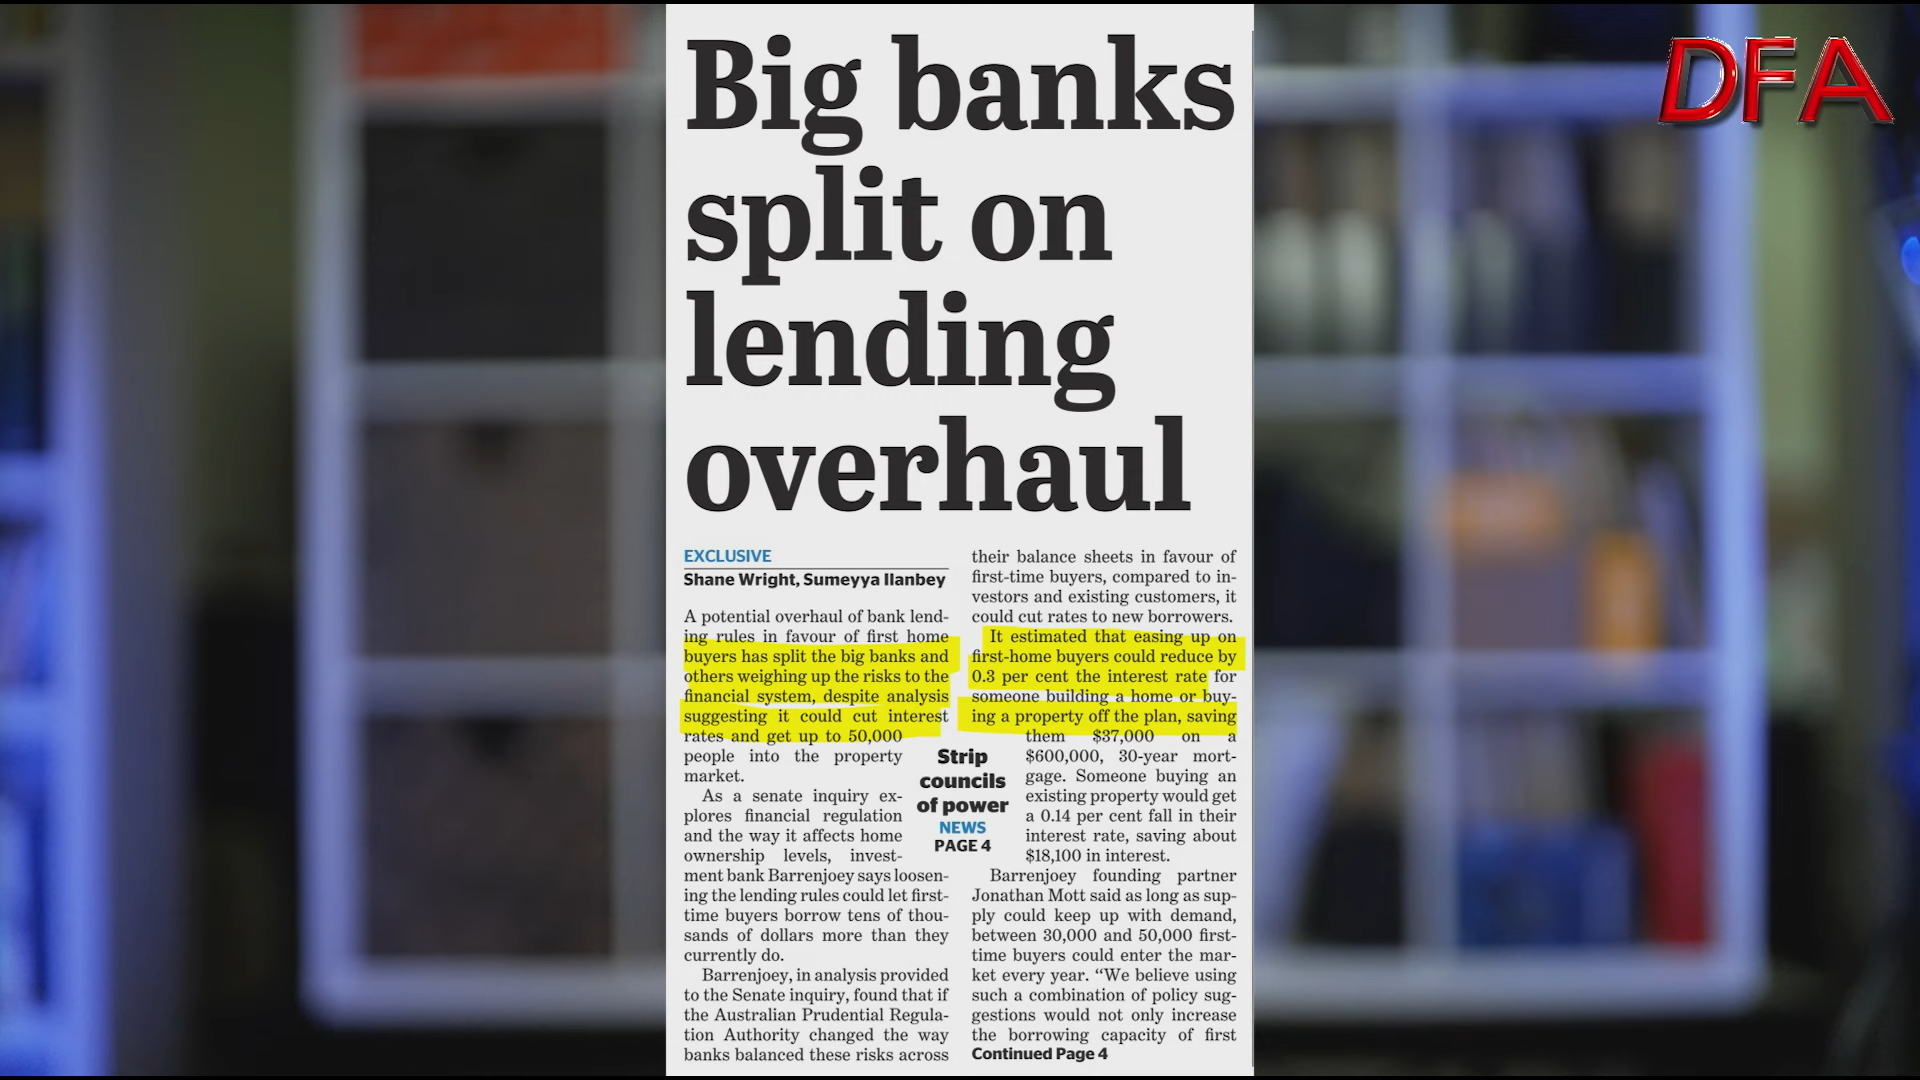 DFA
Big banks
split on
lending
overhaul
EXCLUSIVE
Shane Wright, Sumeyya Ilanbey
A potential overhaul of bank lend-
ing rules in favour of first home
buyers has split the big banks and
others weighing up the risks to the
financial system, despite analysis
suggesting it could cut interest
rates and get up to 50,000
people into the property
market.
As a senate inquiry ex-
plores financial regulation
and the way it affects home
ownership levels, invest-
ment bank Barrenjoey says loosen-
ing the lending rules could let first-
time buyers borrow tens of thou-
sands of dollars more than they
currently do.
Barrenjoey, in analysis provided
to the Senate inquiry, found that if
the Australian Prudential Regula-
tion Authority changed the way
banks balanced these risks across
their balance sheets in favour of
first-time buyers, compared to in-
vestors and existing customers, it
could cut rates to new borrowers.
It estimated that easing up on
first-home buyers could reduce by
0.3 per cent the interest rate for
someone building a home or buy-
ing a property off the plan, saving
them $37,000 on a
$600,000, 30-year mort-
gage. Someone buying an
existing property would get
a 0.14 per cent fall in their
interest rate, saving about
$18,100 in interest.
Barrenjoey founding partner
Jonathan Mott said as long as sup-
ply could keep up with demand,
between 30,000 and 50,000 first-
time buyers could enter the mar-
ket every year. “We believe using
such a combination of policy sug-
gestions would not only increase
the borrowing capacity of first
Continued Page 4
Strip
councils
of power
NEWS
PAGE 4